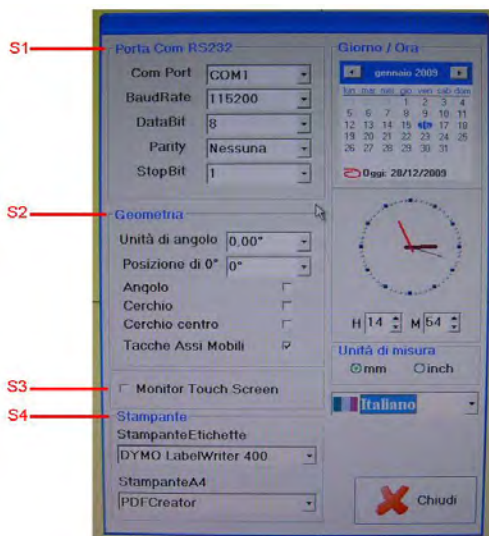 S1
Porta Com RS232
Com Port COM1
BaudRate 115200
DataBit 8
Parity Nessuna
StopBit 1
S2
Geometria
Unità di angolo 0,00°
Posizione di 0° 0°
Angolo
Cerchio
Cerchio centro
Tacche Assi Mobili
S3
Monitor Touch Screen
S4
Stampante
StampanteEtichette
DYMO LabelWriter 400
StampanteA4
PDFCreator
Giorno / Ora
gennaio 2009
lun mar mer gio ven sab dom
1 2 3 4
5 6 7 8 9 10 11
12 13 14 15 17 18
19 20 21 22 23 24 25
26 27 28 29 30 31
Oggi: 28/12/2009
H 14 M 54
Unità di misura
mm inch
Italiano
Chiudi